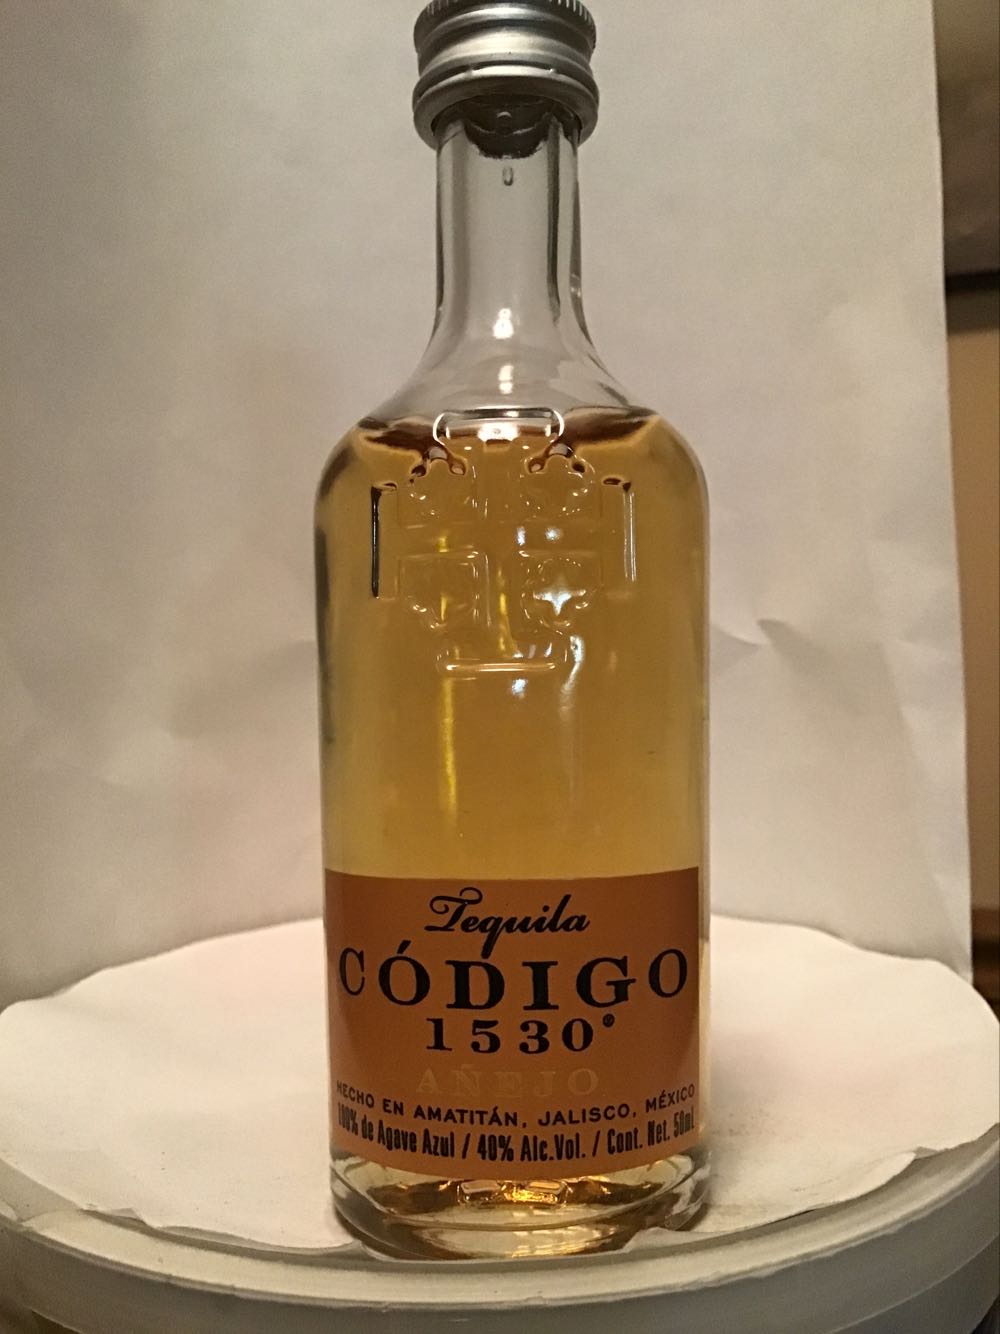 Tequila
CÓDIGO
1530®
AÑEJO
HECHO EN AMATITÁN, JALISCO, MÉXICO
100% de Agave Azul / 40% Alc.Vol. / Cont. Net. 50mL